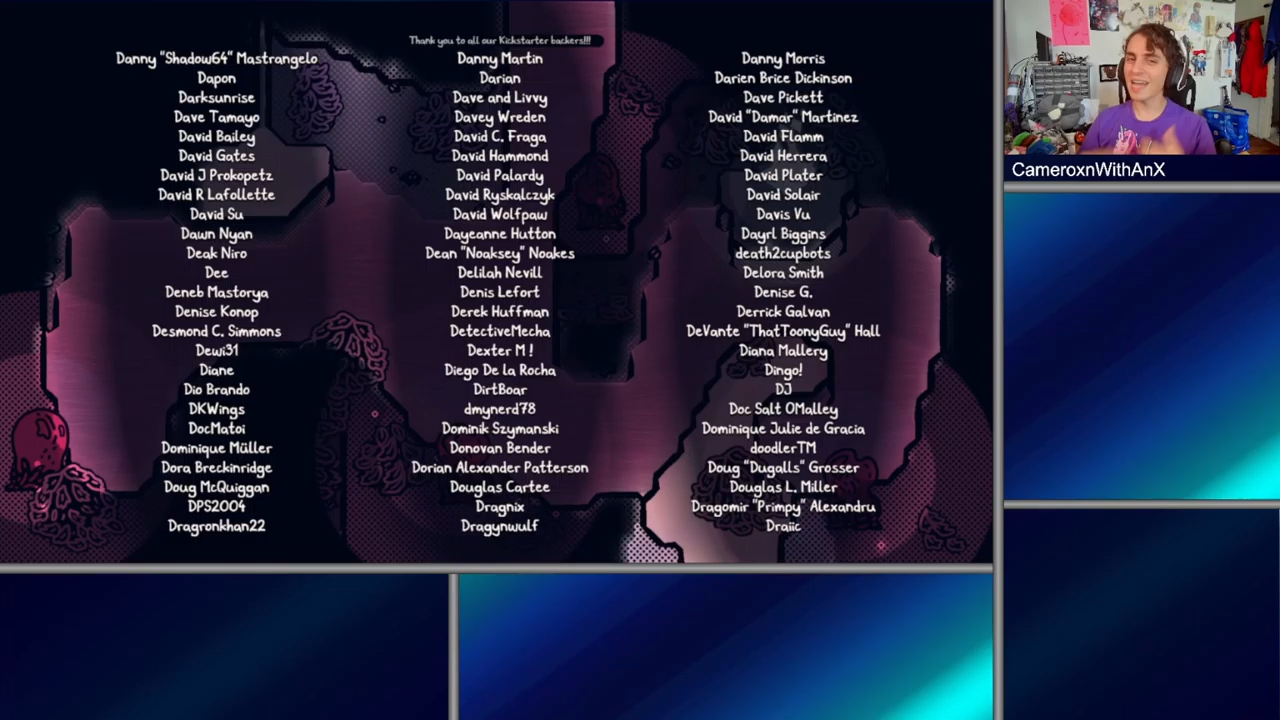 Thank you to all our Kickstarter backers!!!
Danny "Shadow64" Mastrangelo
Dapon
Darksunrise
Dave Tamayo
David Bailey
David Gates
David J Prokopetz
David R Lafollette
David Su
Dawn Nyan
Deak Niro
Dee
Deneb Mastorya
Denise Konop
Desmond C. Simmons
Dewi31
Diane
Dio Brando
DKWings
DocMatoi
Dominique Müller
Dora Breckinridge
Doug McQuiggan
DPS2004
Dragronkhan22
Danny Martin
Darian
Dave and Livvy
Davey Wreden
David C. Fraga
David Hammond
David Palardy
David Ryskalczyk
David Wolfpaw
Dayeanne Hutton
Dean "Noaksey" Noakes
Delilah Nevill
Denis Lefort
Derek Huffman
DetectiveMecha
Dexter M !
Diego De la Rocha
DirtBoar
dmynerd78
Dominik Szymanski
Donovan Bender
Dorian Alexander Patterson
Douglas Cartee
Dragnix
Dragynwulf
Danny Morris
Darien Brice Dickinson
Dave Pickett
David "Damar" Martinez
David Flamm
David Herrera
David Plater
David Solair
Davis Vu
Dayrl Biggins
death2cupbots
Delora Smith
Denise G.
Derrick Galvan
DeVante "ThatToonyGuy" Hall
Diana Mallery
Dingo!
DJ
Doc Salt OMalley
Dominique Julie de Gracia
doodlerTM
Doug "Dugalls" Grosser
Douglas L. Miller
Dragomir "Primpy" Alexandru
Draiic
CameroxnWithAnX